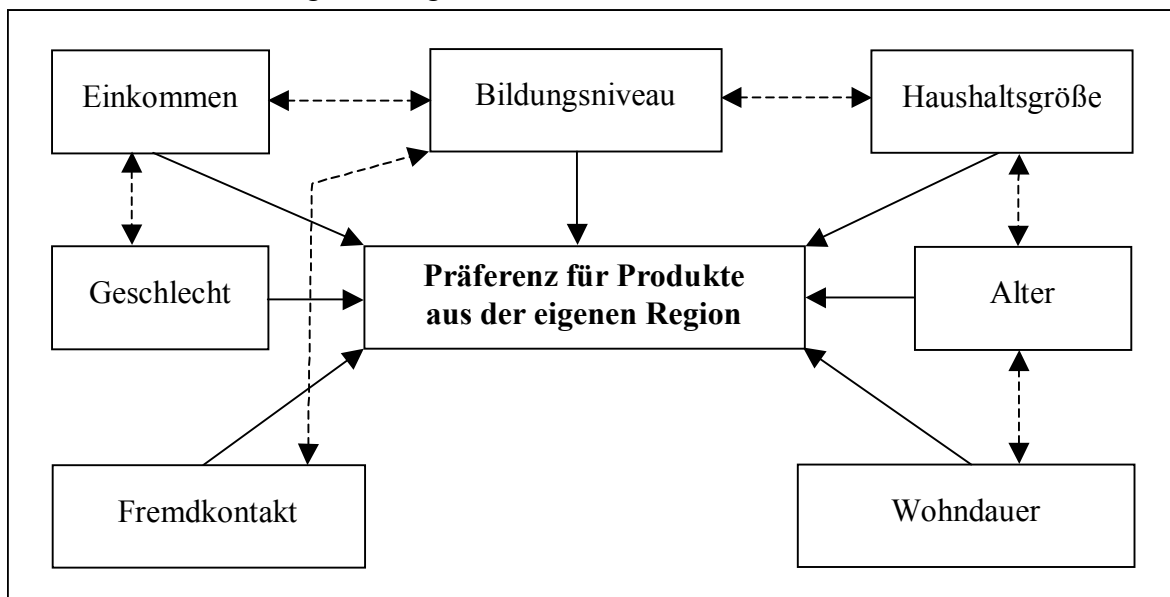 Einkommen
Bildungsniveau
Haushaltsgröße
Geschlecht
Präferenz für Produkte
aus der eigenen Region
Alter
Fremdkontakt
Wohndauer